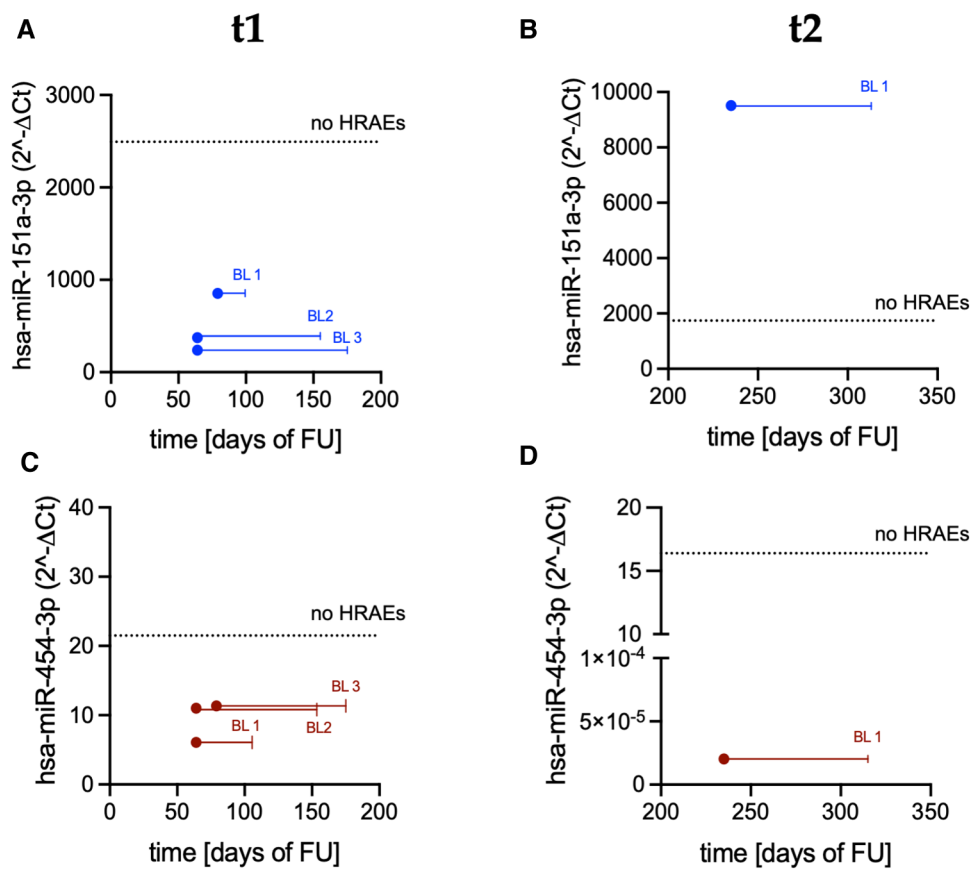 A
t1
B
t2
hsa-miR-151a-3p (2^-ΔCt)
3000
2000
1000
0
no HRAEs
BL 1
BL2
BL 3
0 50 100 150 200
time [days of FU]
hsa-miR-151a-3p (2^-ΔCt)
10000
8000
6000
4000
2000
0
BL 1
no HRAEs
200 250 300 350
time [days of FU]
C
hsa-miR-454-3p (2^-ΔCt)
40
30
20
10
0
no HRAEs
BL 3
BL 1
BL2
0 50 100 150 200
time [days of FU]
D
hsa-miR-454-3p (2^-ΔCt)
20
15
10
1×10-4
5×10-5
0
no HRAEs
BL 1
200 250 300 350
time [days of FU]